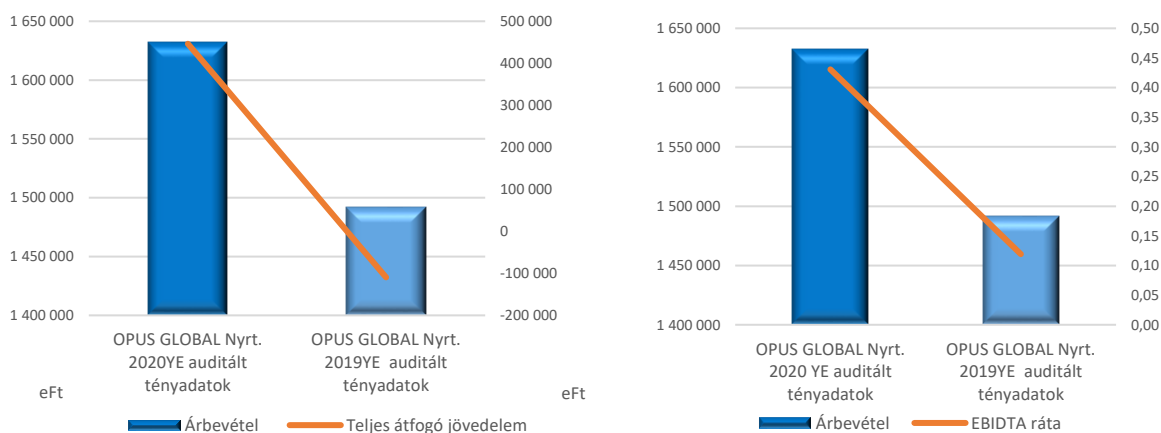 1 650 000
1 600 000
1 550 000
1 500 000
1 450 000
1 400 000
500 000
400 000
300 000
200 000
100 000
0
-100 000
-200 000
OPUS GLOBAL Nyrt.
2020YE auditált
tényadatok
OPUS GLOBAL Nyrt.
2019YE auditált
tényadatok
eFt
eFt
Árbevétel
Teljes átfogó jövedelem
1 650 000
1 600 000
1 550 000
1 500 000
1 450 000
1 400 000
0,50
0,45
0,40
0,35
0,30
0,25
0,20
0,15
0,10
0,05
0,00
OPUS GLOBAL Nyrt.
2020 YE auditált
tényadatok
OPUS GLOBAL Nyrt.
2019YE auditált
tényadatok
Árbevétel
EBIDTA ráta